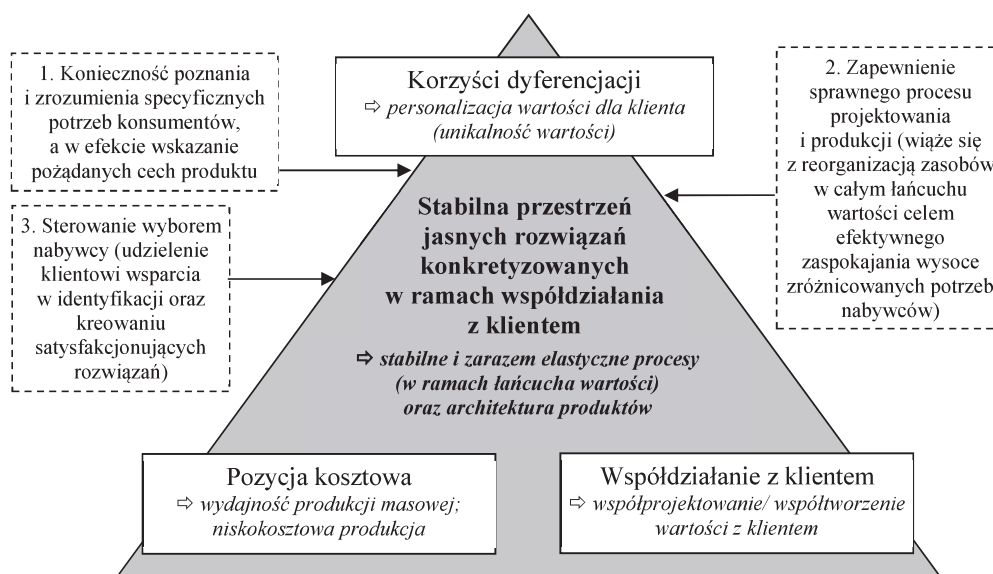 1. Konieczność poznania
i zrozumienia specyficznych
potrzeb konsumentów,
a w efekcie wskazanie
pożądanych cech produktu
Korzyści dyferencjacji
⇨ personalizacja wartości dla klienta
(unikalność wartości)
2. Zapewnienie
sprawnego procesu
projektowania
i produkcji (wiąże się
z reorganizacją zasobów
w całym łańcuchu
wartości celem
efektywnego
zaspokajania wysoce
zróżnicowanych potrzeb
nabywców)
3. Sterowanie wyborem
nabywcy (udzielenie
klientowi wsparcia
w identyfikacji oraz
kreowaniu
satysfakcjonujących
rozwiązań)
Stabilna przestrzeń
jasnych rozwiązań
konkretyzowanych
w ramach współdziałania
z klientem
⇨ stabilne i zarazem elastyczne procesy
(w ramach łańcucha wartości)
oraz architektura produktów
Pozycja kosztowa
⇨ wydajność produkcji masowej;
niskokosztowa produkcja
Współdziałanie z klientem
⇨ współprojektowanie/ współtworzenie
wartości z klientem